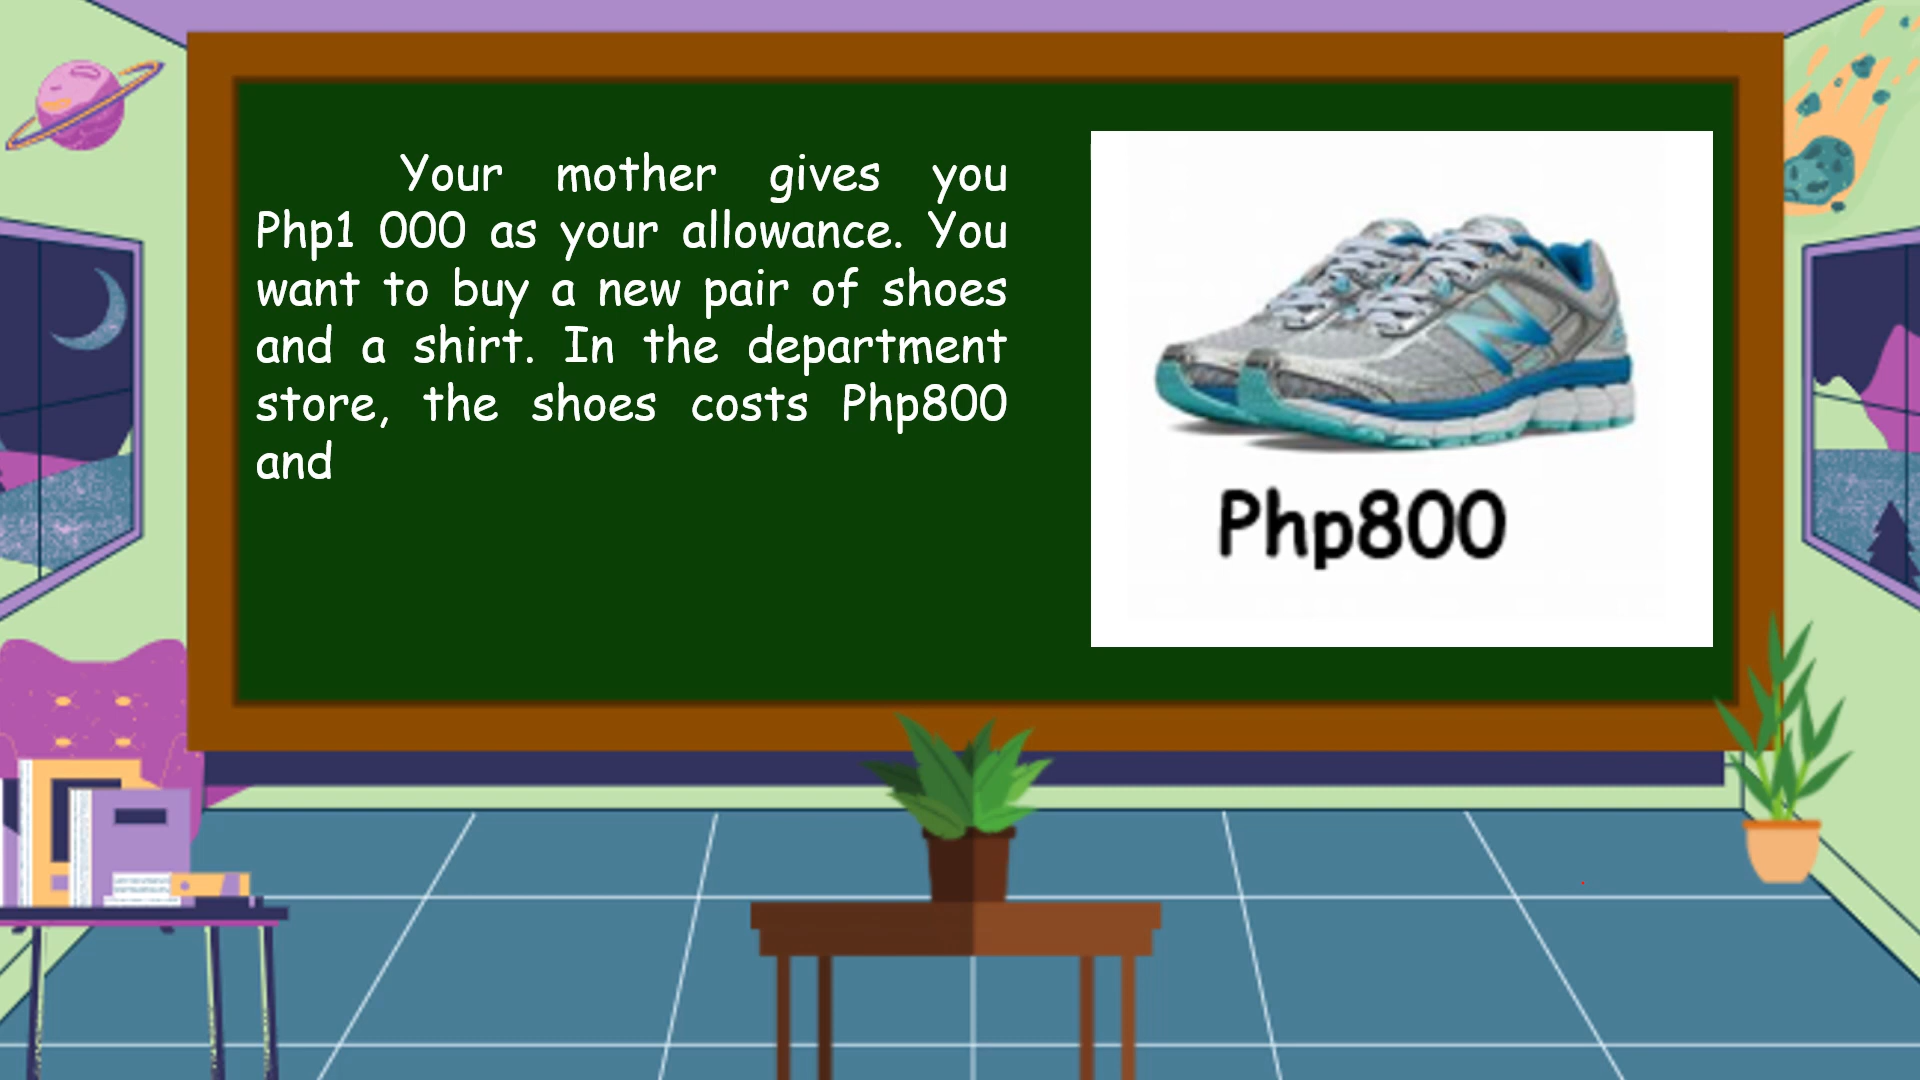 Your mother gives you
Php1 000 as your allowance. You
want to buy a new pair of shoes
and a shirt. In the department
store, the shoes costs Php800
and
N
Php800